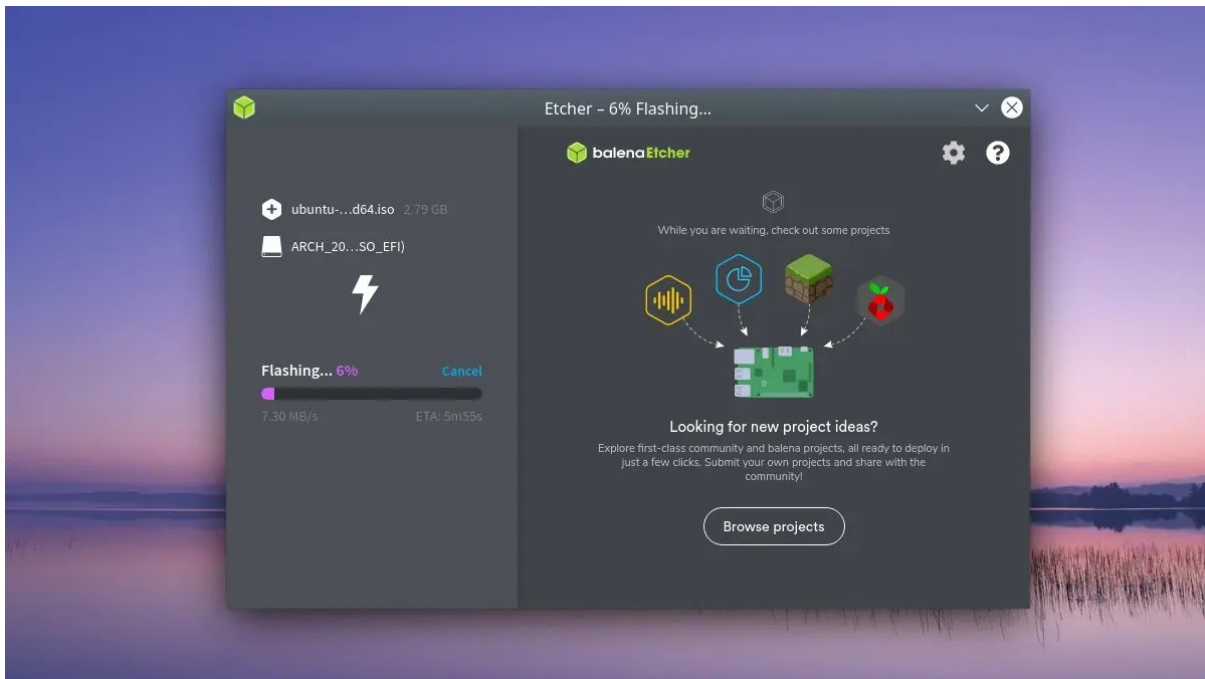 Etcher – 6% Flashing...
balenaEtcher
ubuntu-...d64.iso 2.79 GB
ARCH_20...SO_EFI)
Flashing... 6% Cancel
7.30 MB/s ETA: 5m55s
While you are waiting, check out some projects
Looking for new project ideas?
Explore first-class community and balena projects, all ready to deploy in
just a few clicks. Submit your own projects and share with the
community!
Browse projects